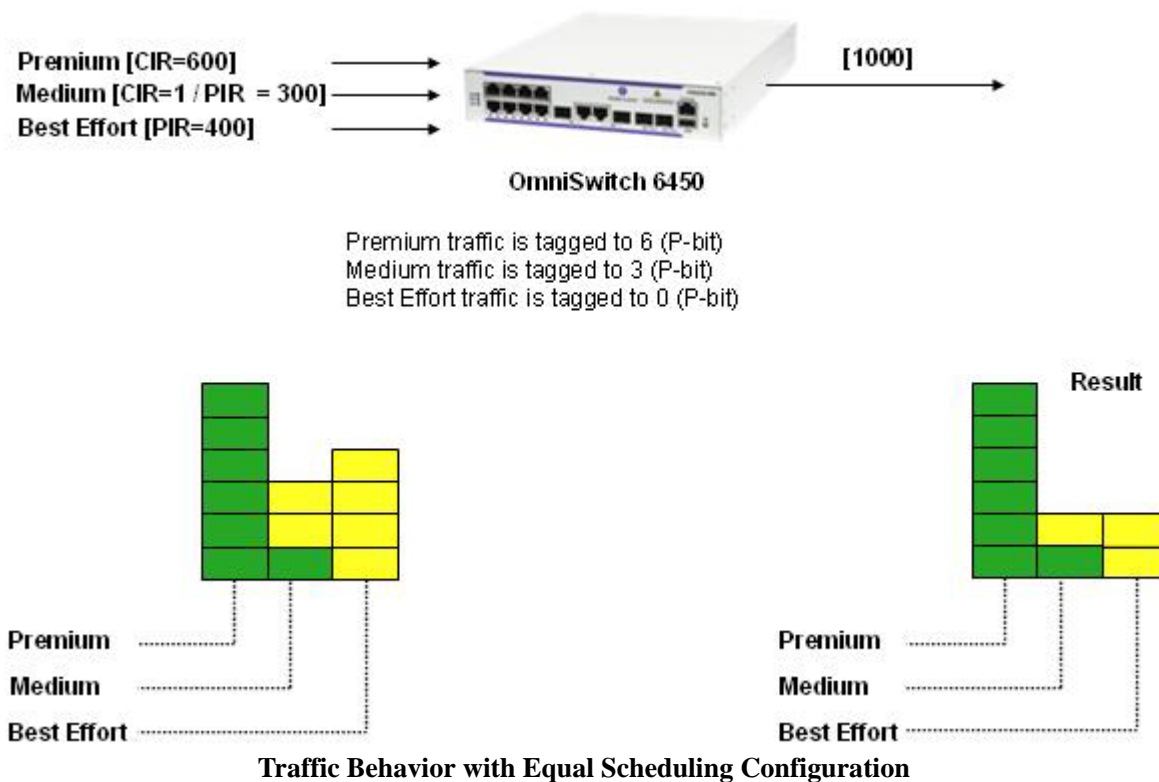 Premium [CIR=600]
Medium [CIR=1 / PIR = 300]
Best Effort [PIR=400]
[1000]
OmniSwitch 6450
Premium traffic is tagged to 6 (P-bit)
Medium traffic is tagged to 3 (P-bit)
Best Effort traffic is tagged to 0 (P-bit)
Result
Premium
Medium
Best Effort
Premium
Medium
Best Effort
Traffic Behavior with Equal Scheduling Configuration